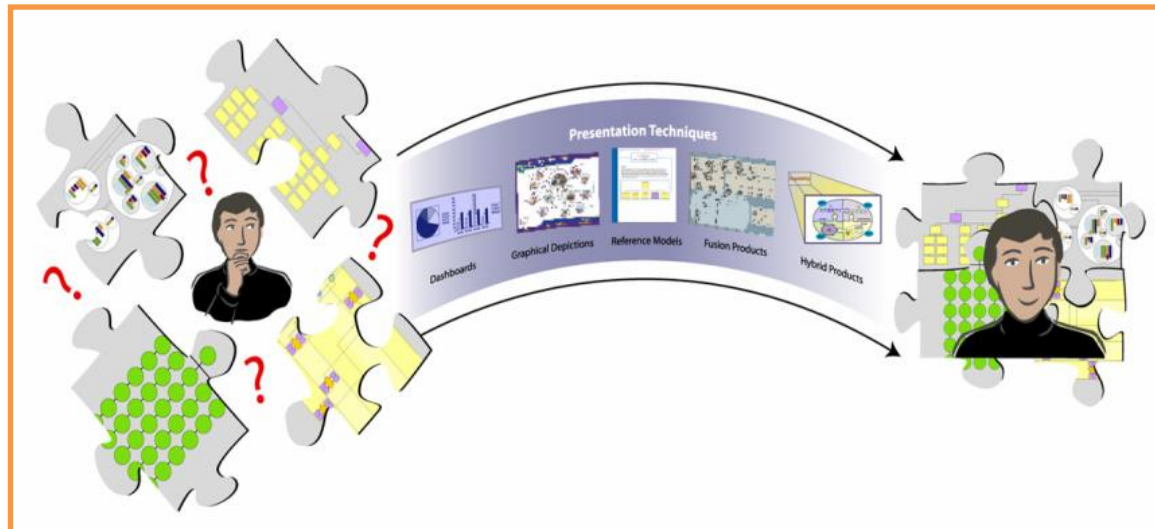 ?
?
?
?
Presentation Techniques
Dashboards
Graphical Depictions
Reference Models
Fusion Products
Hybrid Products